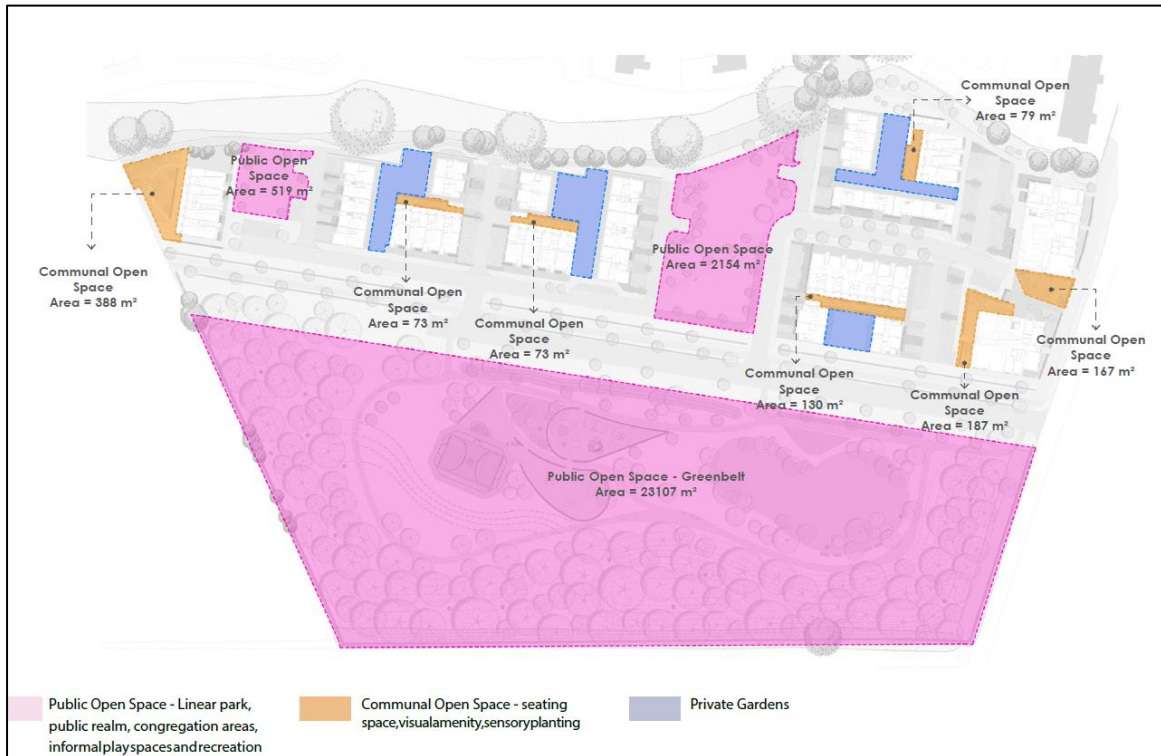 Communal Open
Space
Area = 79 m²
Public Open
Space
Area = 519 m²
Communal Open
Space
Area = 388 m²
Communal Open
Space
Area = 73 m²
Communal Open
Space
Area = 73 m²
Public Open Space
Area = 2154 m²
Communal Open
Space
Area = 130 m²
Communal Open
Space
Area = 187 m²
Communal Open
Space
Area = 167 m²
Public Open Space - Greenbelt
Area = 23107 m²
Public Open Space - Linear park,
public realm, congregation areas,
informalplayspacesandrecreation
Communal Open Space - seating
space,visualamenity,sensoryplanting
Private Gardens